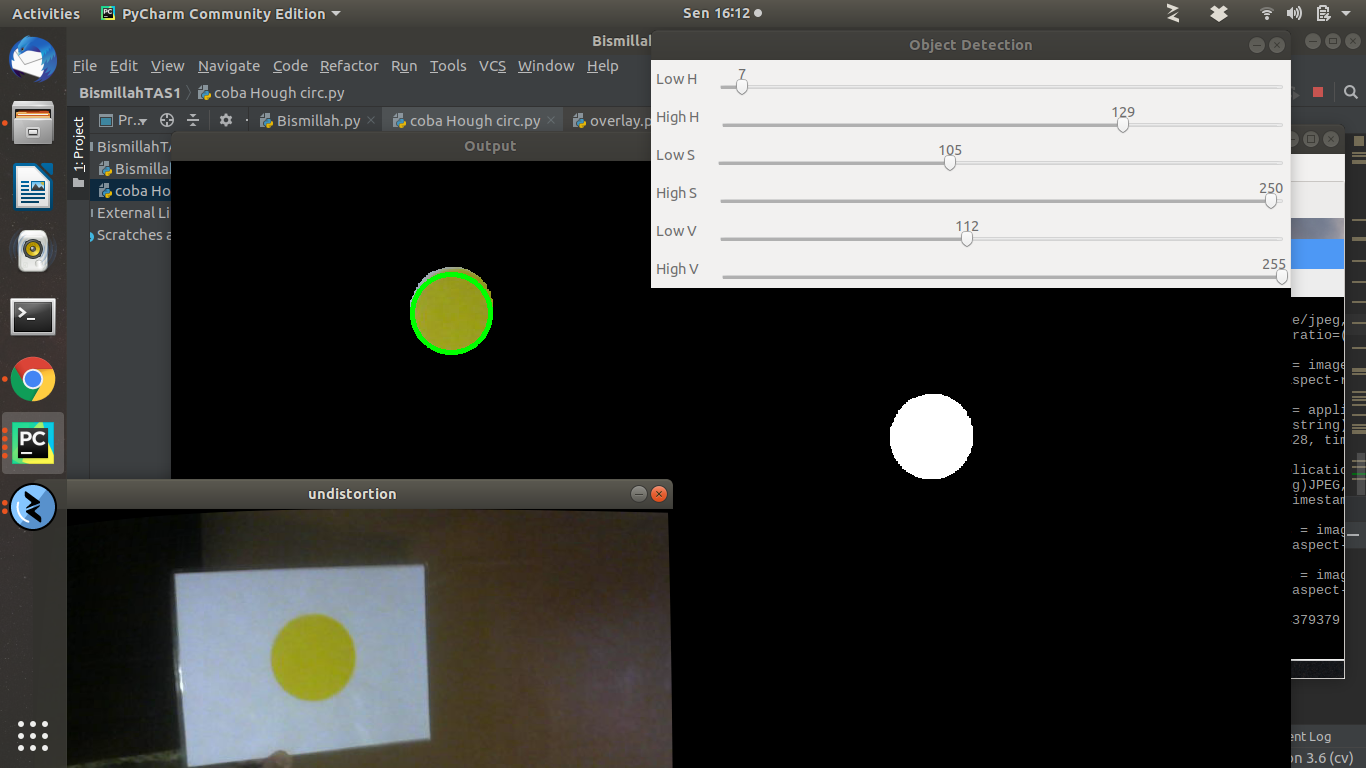 Activities PyCharm Community Edition Sen 16:12
Bismillah
File Edit View Navigate Code Refactor Run Tools VCS Window Help
BismillahTAS1 coba Hough circ.py
1: Project
Pr.. Bismillah.py coba Hough circ.py overlay.p
BismillahTA
Bismillah
coba Ho
External Li
Scratches a
Output
Object Detection
Low H 7
High H 129
Low S 105
High S 250
Low V 112
High V 255
undistortion
e/jpeg,
ratio=(
= image
aspect-r
= appli
string)
28, tim
lication
g)JPEG,
imestam
= imag
aspect-
= imag
aspect-
379379
ent Log
on 3.6 (cv)
PC